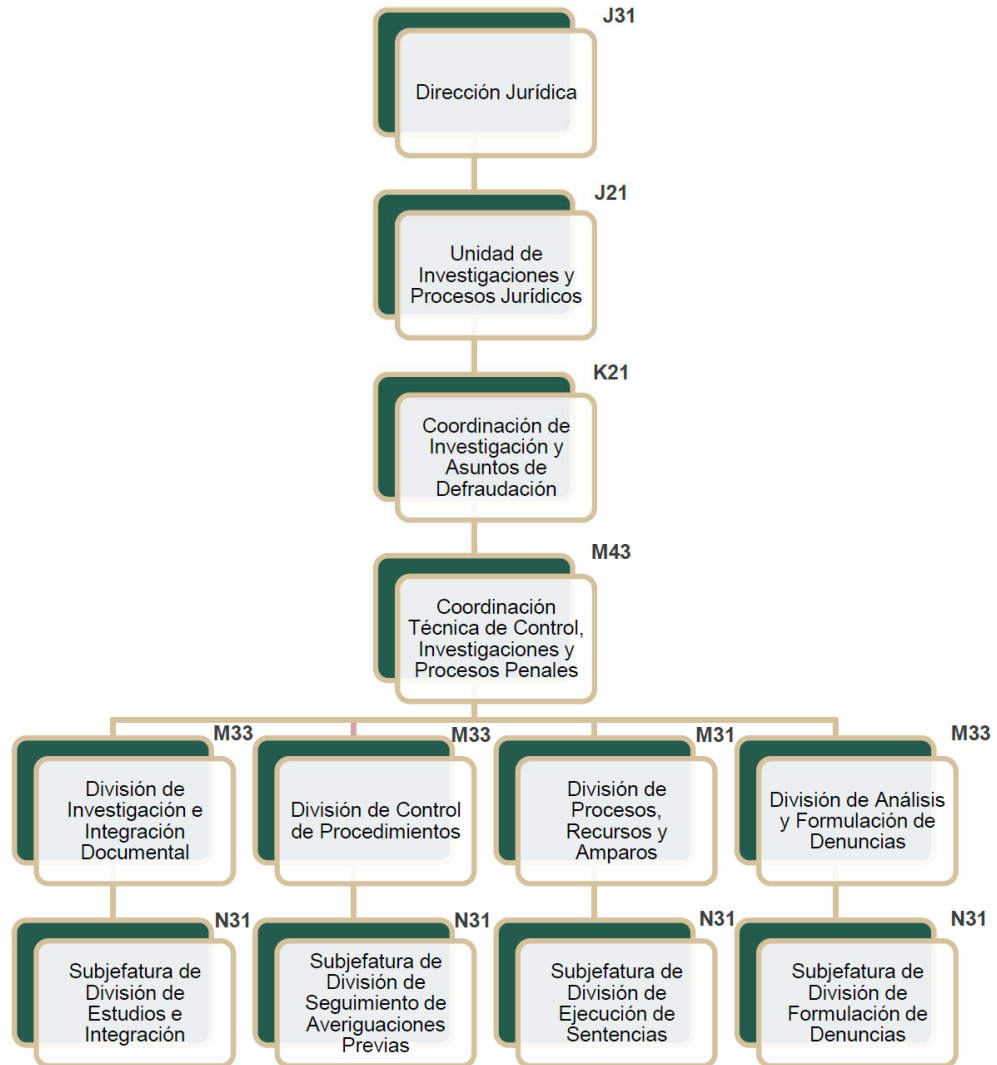 J31
Dirección Jurídica
J21
Unidad de
Investigaciones y
Procesos Jurídicos
K21
Coordinación de
Investigación y
Asuntos de
Defraudación
M43
Coordinación
Técnica de Control,
Investigaciones y
Procesos Penales
M33
División de
Investigación e
Integración
Documental
M33
División de Control
de Procedimientos
M31
División de
Procesos,
Recursos y
Amparos
M33
División de Análisis
y Formulación de
Denuncias
N31
Subjefatura de
División de
Estudios e
Integración
N31
Subjefatura de
División de
Seguimiento de
Averiguaciones
Previas
N31
Subjefatura de
División de
Ejecución de
Sentencias
N31
Subjefatura de
División de
Formulación de
Denuncias